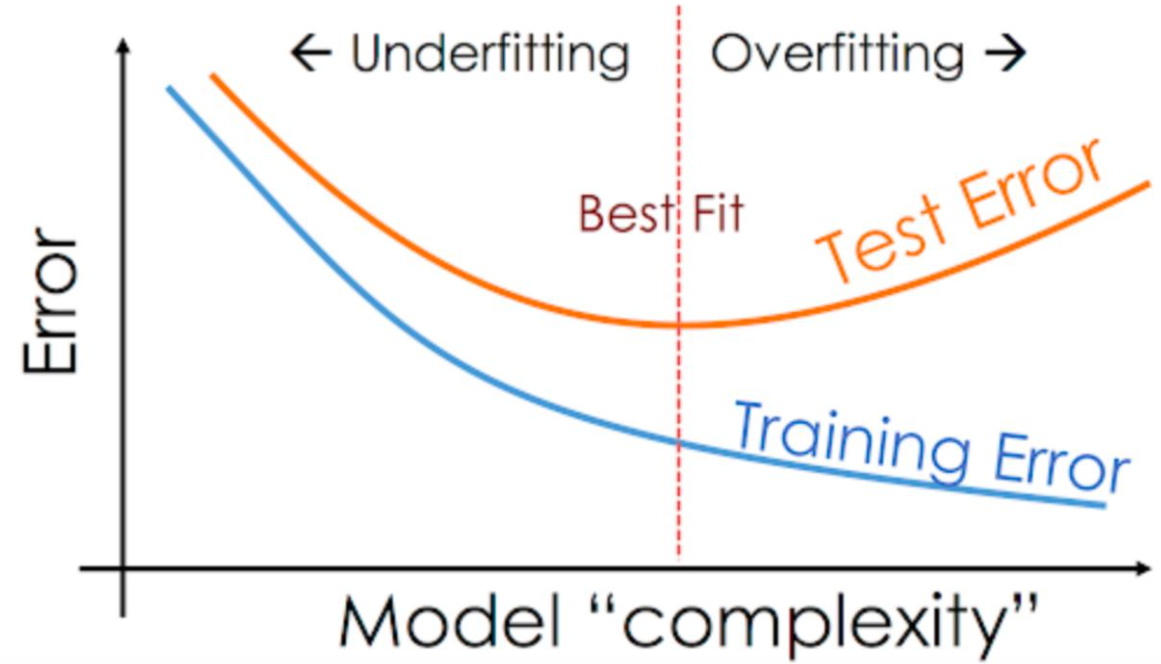 ← Underfitting
Overfitting →
Best Fit
Test Error
Error
Training Error
Model “complexity”